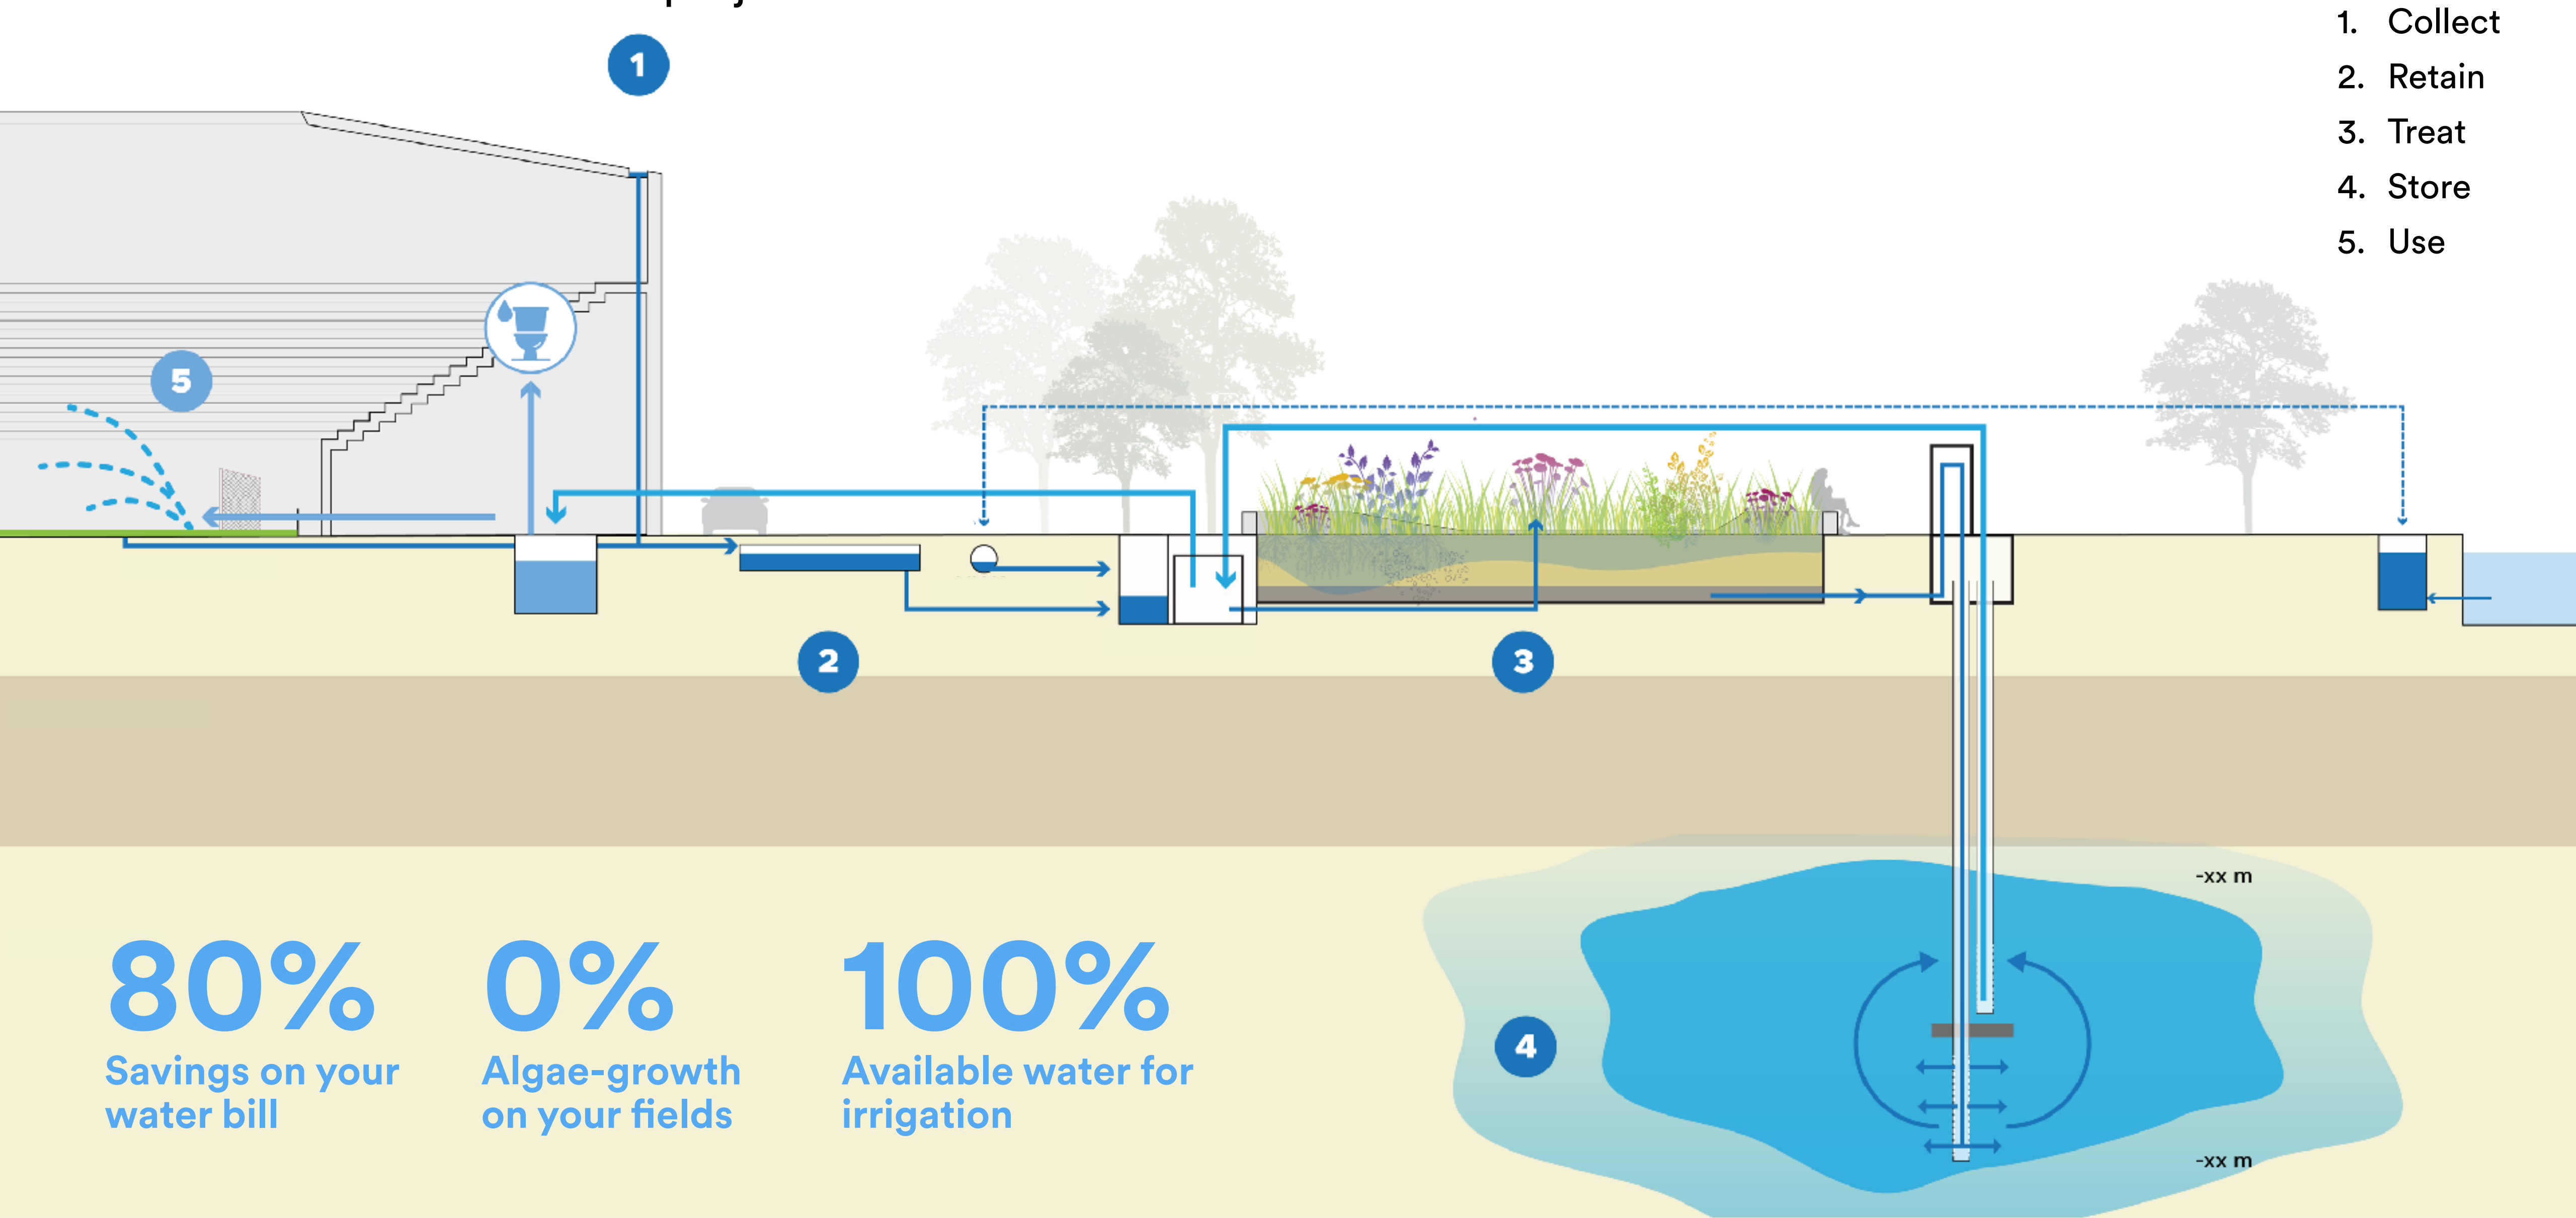 1
1. Collect
2. Retain
3. Treat
4. Store
5. Use
5
2
3
-xx m
80%
Savings on your
water bill
0%
Algae-growth
on your fields
100%
Available water for
irrigation
4
-xx m